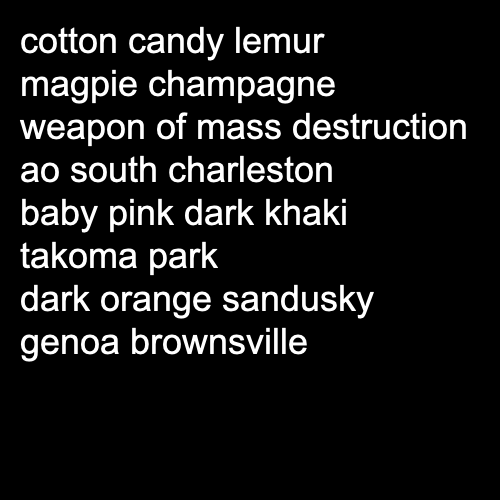 cotton candy lemur
magpie champagne
weapon of mass destruction
ao south charleston
baby pink dark khaki
takoma park
dark orange sandusky
genoa brownsville